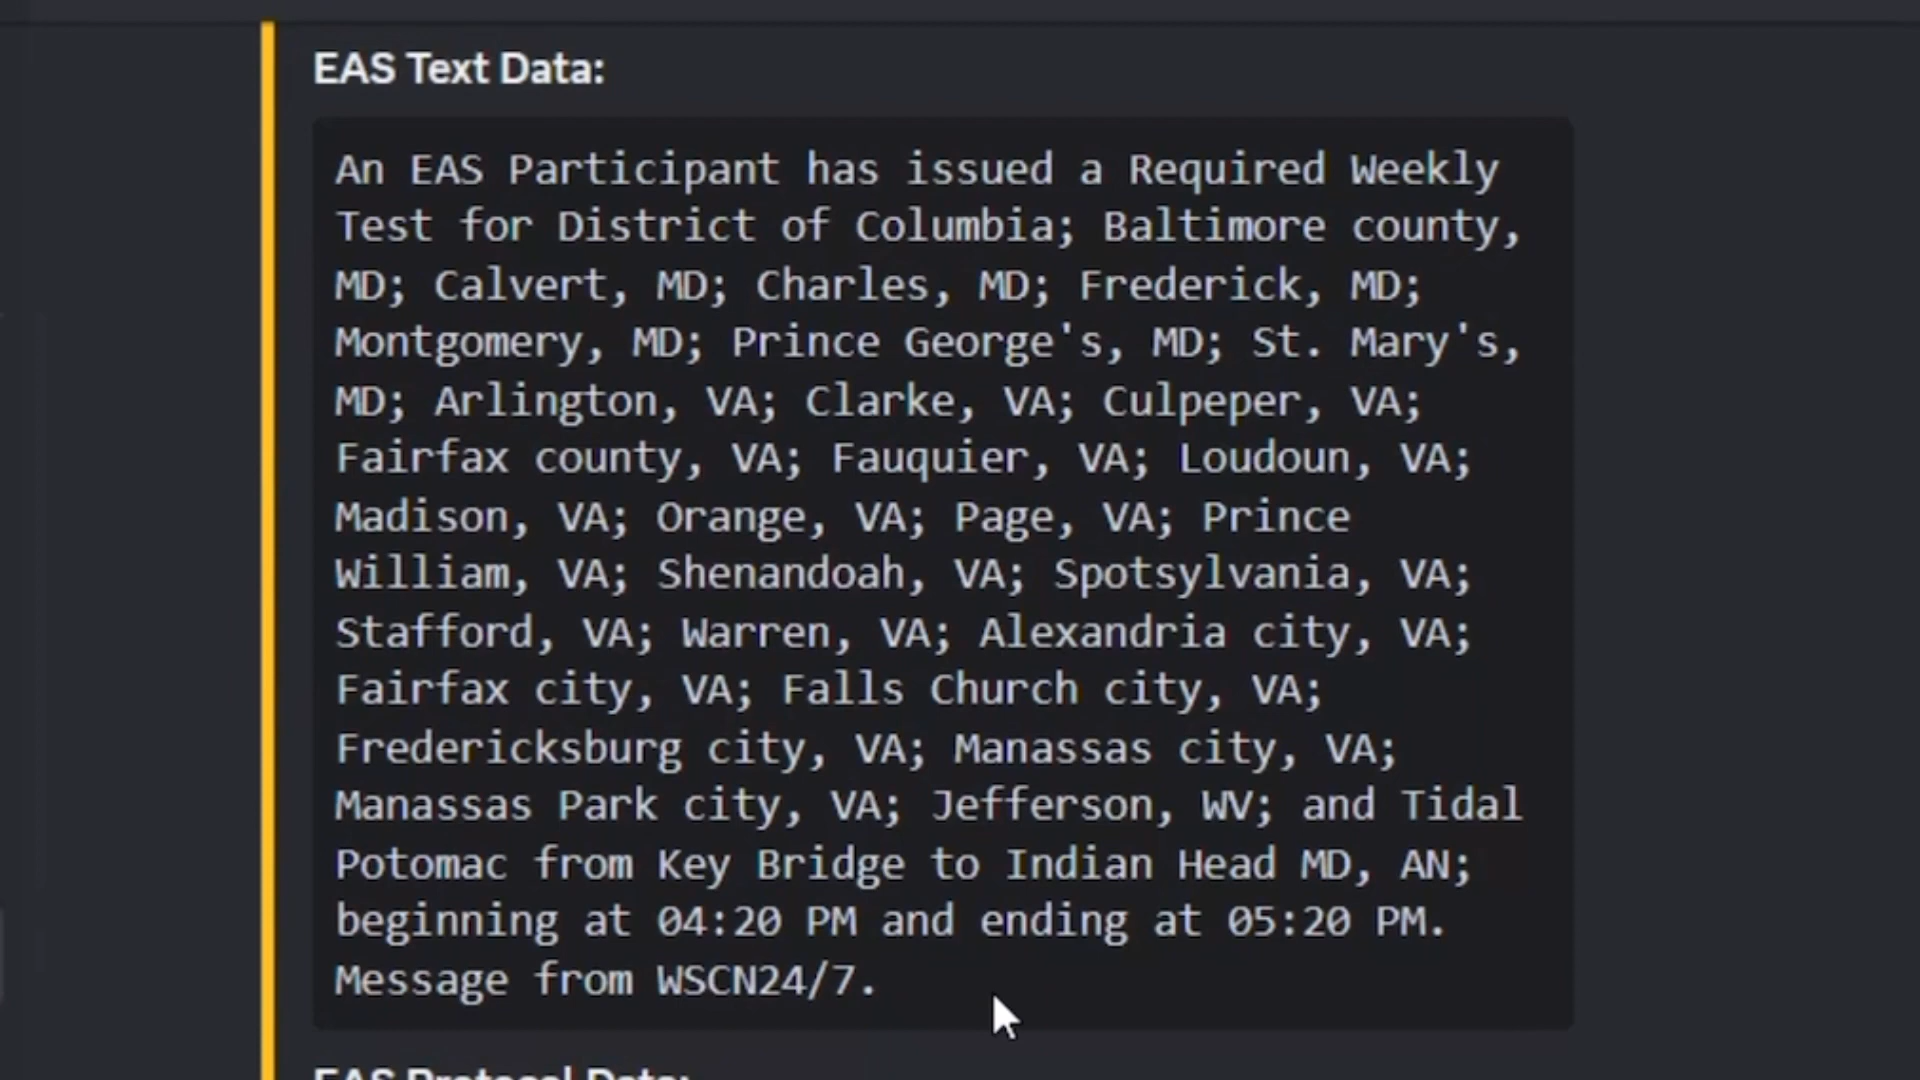 EAS Text Data:
An EAS Participant has issued a Required Weekly
Test for District of Columbia; Baltimore county,
MD; Calvert, MD; Charles, MD; Frederick, MD;
Montgomery, MD; Prince George's, MD; St. Mary's,
MD; Arlington, VA; Clarke, VA; Culpeper, VA;
Fairfax county, VA; Fauquier, VA; Loudoun, VA;
Madison, VA; Orange, VA; Page, VA; Prince
William, VA; Shenandoah, VA; Spotsylvania, VA;
Stafford, VA; Warren, VA; Alexandria city, VA;
Fairfax city, VA; Falls Church city, VA;
Fredericksburg city, VA; Manassas city, VA;
Manassas Park city, VA; Jefferson, WV; and Tidal
Potomac from Key Bridge to Indian Head MD, AN;
beginning at 04:20 PM and ending at 05:20 PM.
Message from WSCN24/7.
EAS Protocol Data: